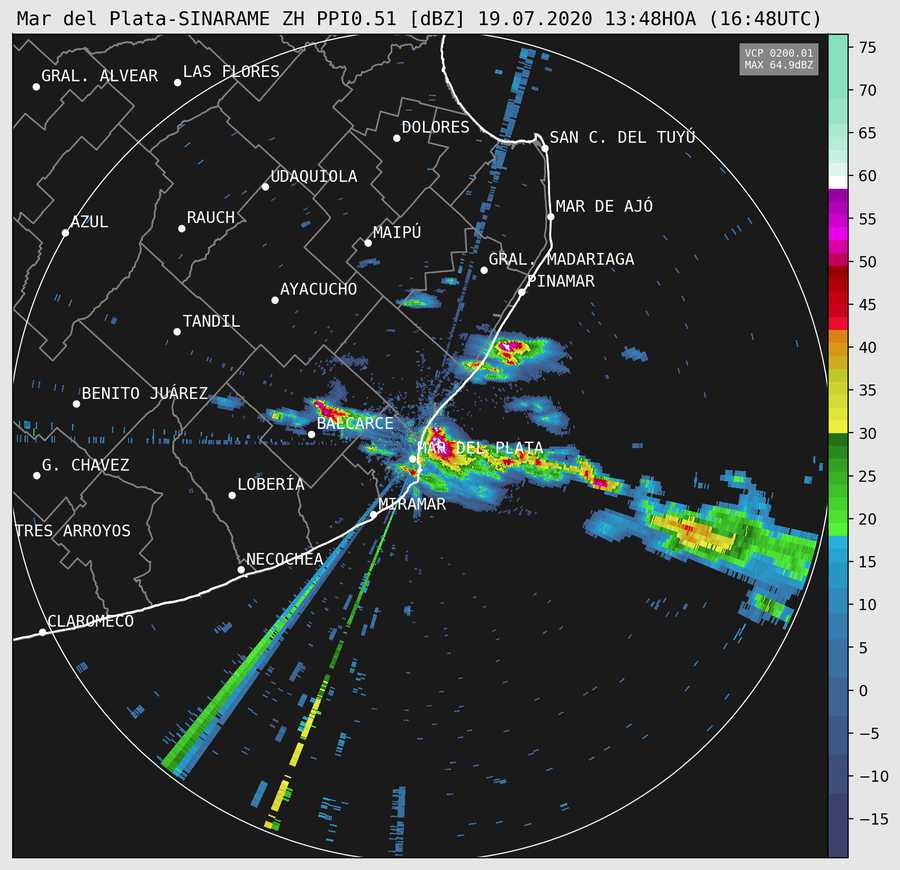 Mar del Plata-SINARAME ZH PPI0.51 [dBZ] 19.07.2020 13:48HOA (16:48UTC)
VCP 0200.01
MAX 64.9dBZ
GRAL. ALVEAR
LAS FLORES
DOLORES
SAN C. DEL TUYÚ
UDAQUIOLA
MAR DE AJÓ
AZUL
RAUCH
MAIPÚ
GRAL. MADARIAGA
PINAMAR
AYACUCHO
TANDIL
BENITO JUÁREZ
BALCARCE
MAR DEL PLATA
G. CHAVEZ
LOBERÍA
MIRAMAR
TRES ARROYOS
NECOCHEA
CLAROMECO
75
70
65
60
55
50
45
40
35
30
25
20
15
10
5
0
−5
−10
−15